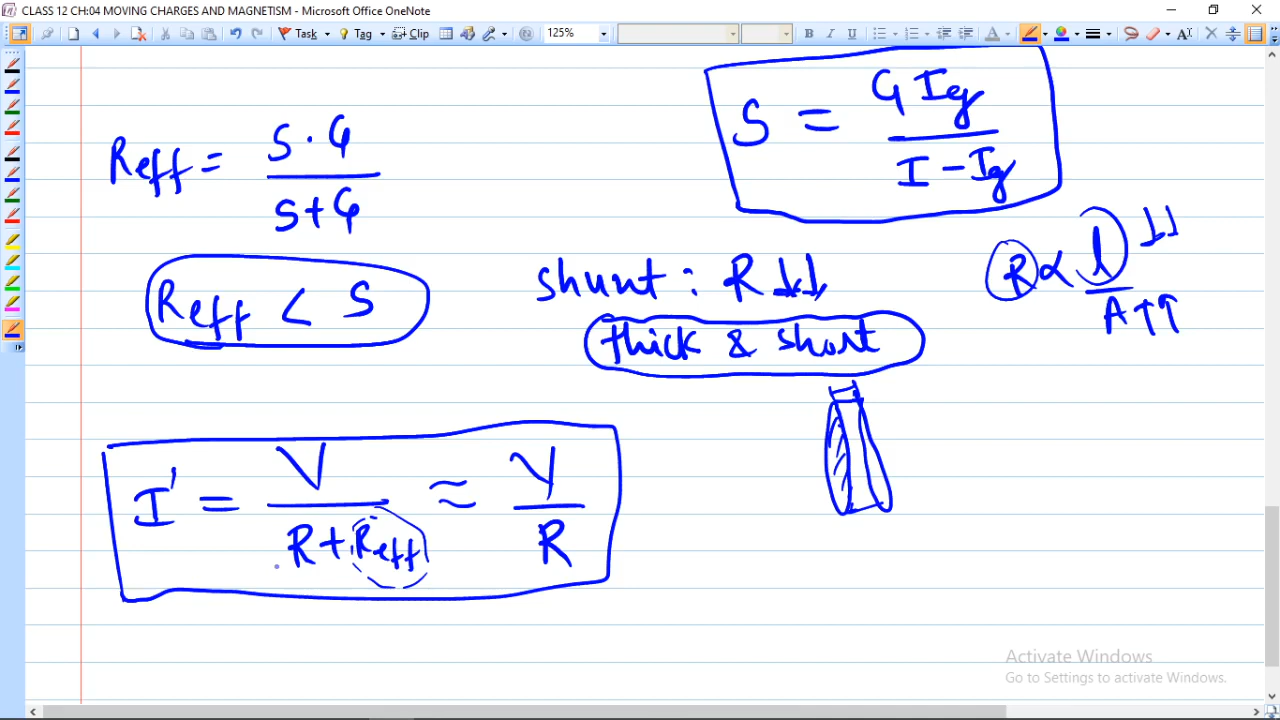 CLASS 12 CH:04 MOVING CHARGES AND MAGNETISM - Microsoft Office OneNote
Task Tag Clip 125% B I U
S = G Ig / I - Ig
Reff = S · G / S + G
R ∝ l ↓↓ / A ↑↑
Reff < S
shunt : R ↓↓
thick & short
I' = V / R + Reff ≈ V / R
Activate Windows
Go to Settings to activate Windows.